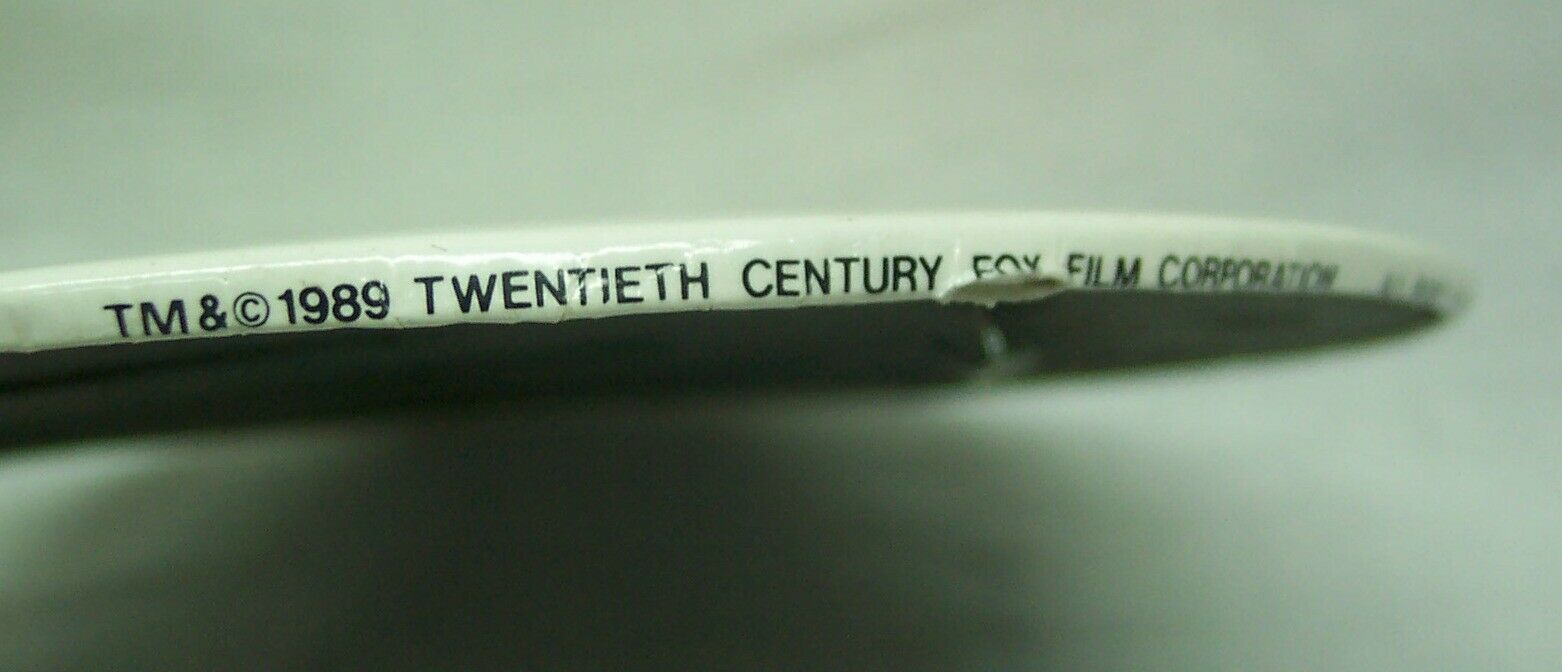 TM & © 1989 TWENTIETH CENTURY FOX FILM CORPORATION